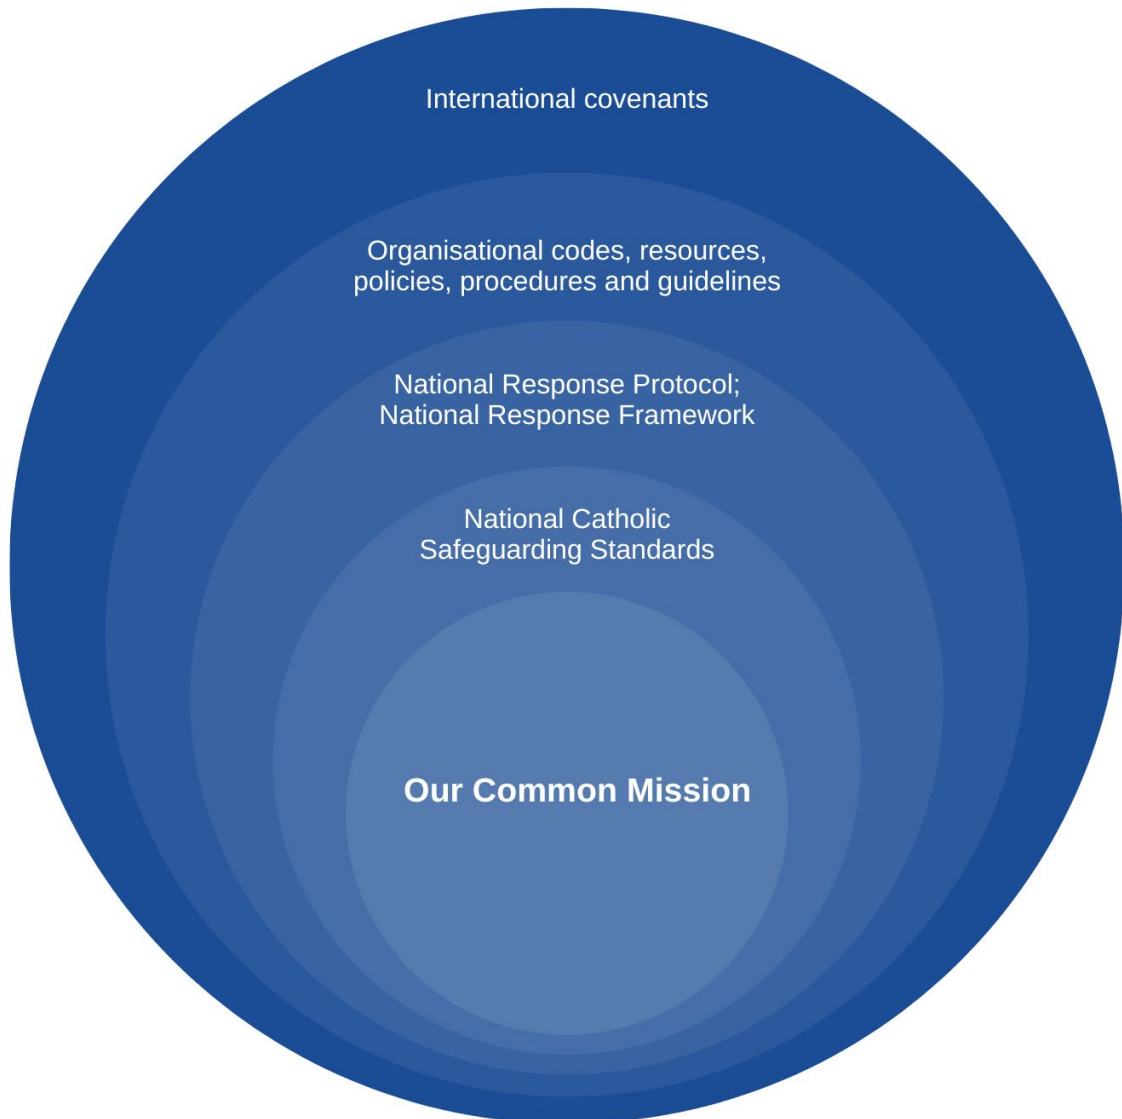 International covenants
Organisational codes, resources,
policies, procedures and guidelines
National Response Protocol;
National Response Framework
National Catholic
Safeguarding Standards
Our Common Mission